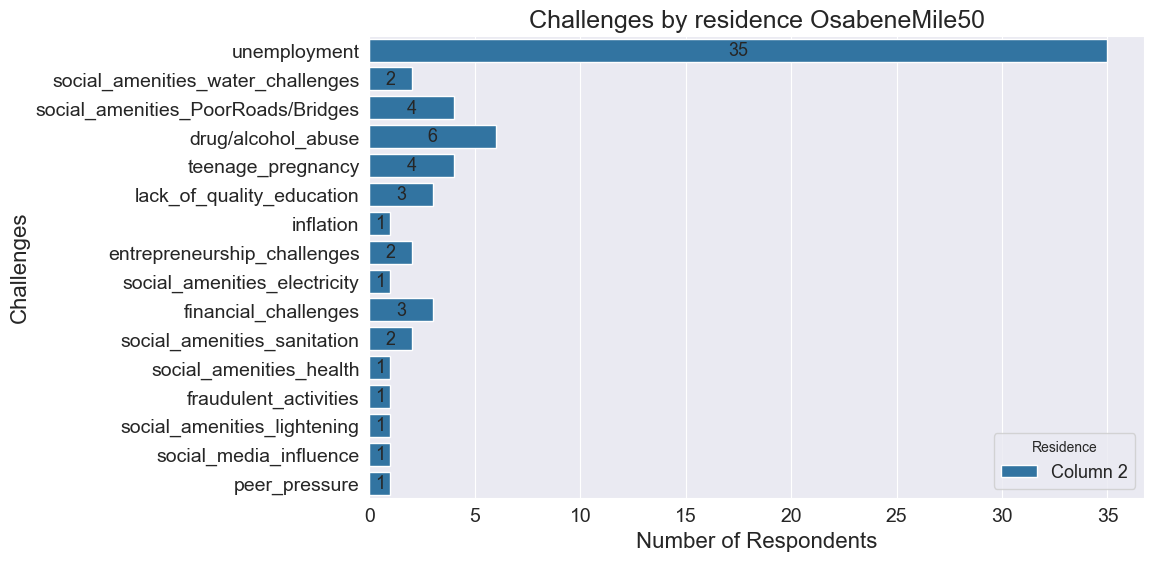 Challenges by residence OsabeneMile50
Challenges
unemployment 35
social_amenities_water_challenges 2
social_amenities_PoorRoads/Bridges 4
drug/alcohol_abuse 6
teenage_pregnancy 4
lack_of_quality_education 3
inflation 1
entrepreneurship_challenges 2
social_amenities_electricity 1
financial_challenges 3
social_amenities_sanitation 2
social_amenities_health 1
fraudulent_activities 1
social_amenities_lightening 1
social_media_influence 1
peer_pressure 1
Residence
Column 2
0 5 10 15 20 25 30 35
Number of Respondents